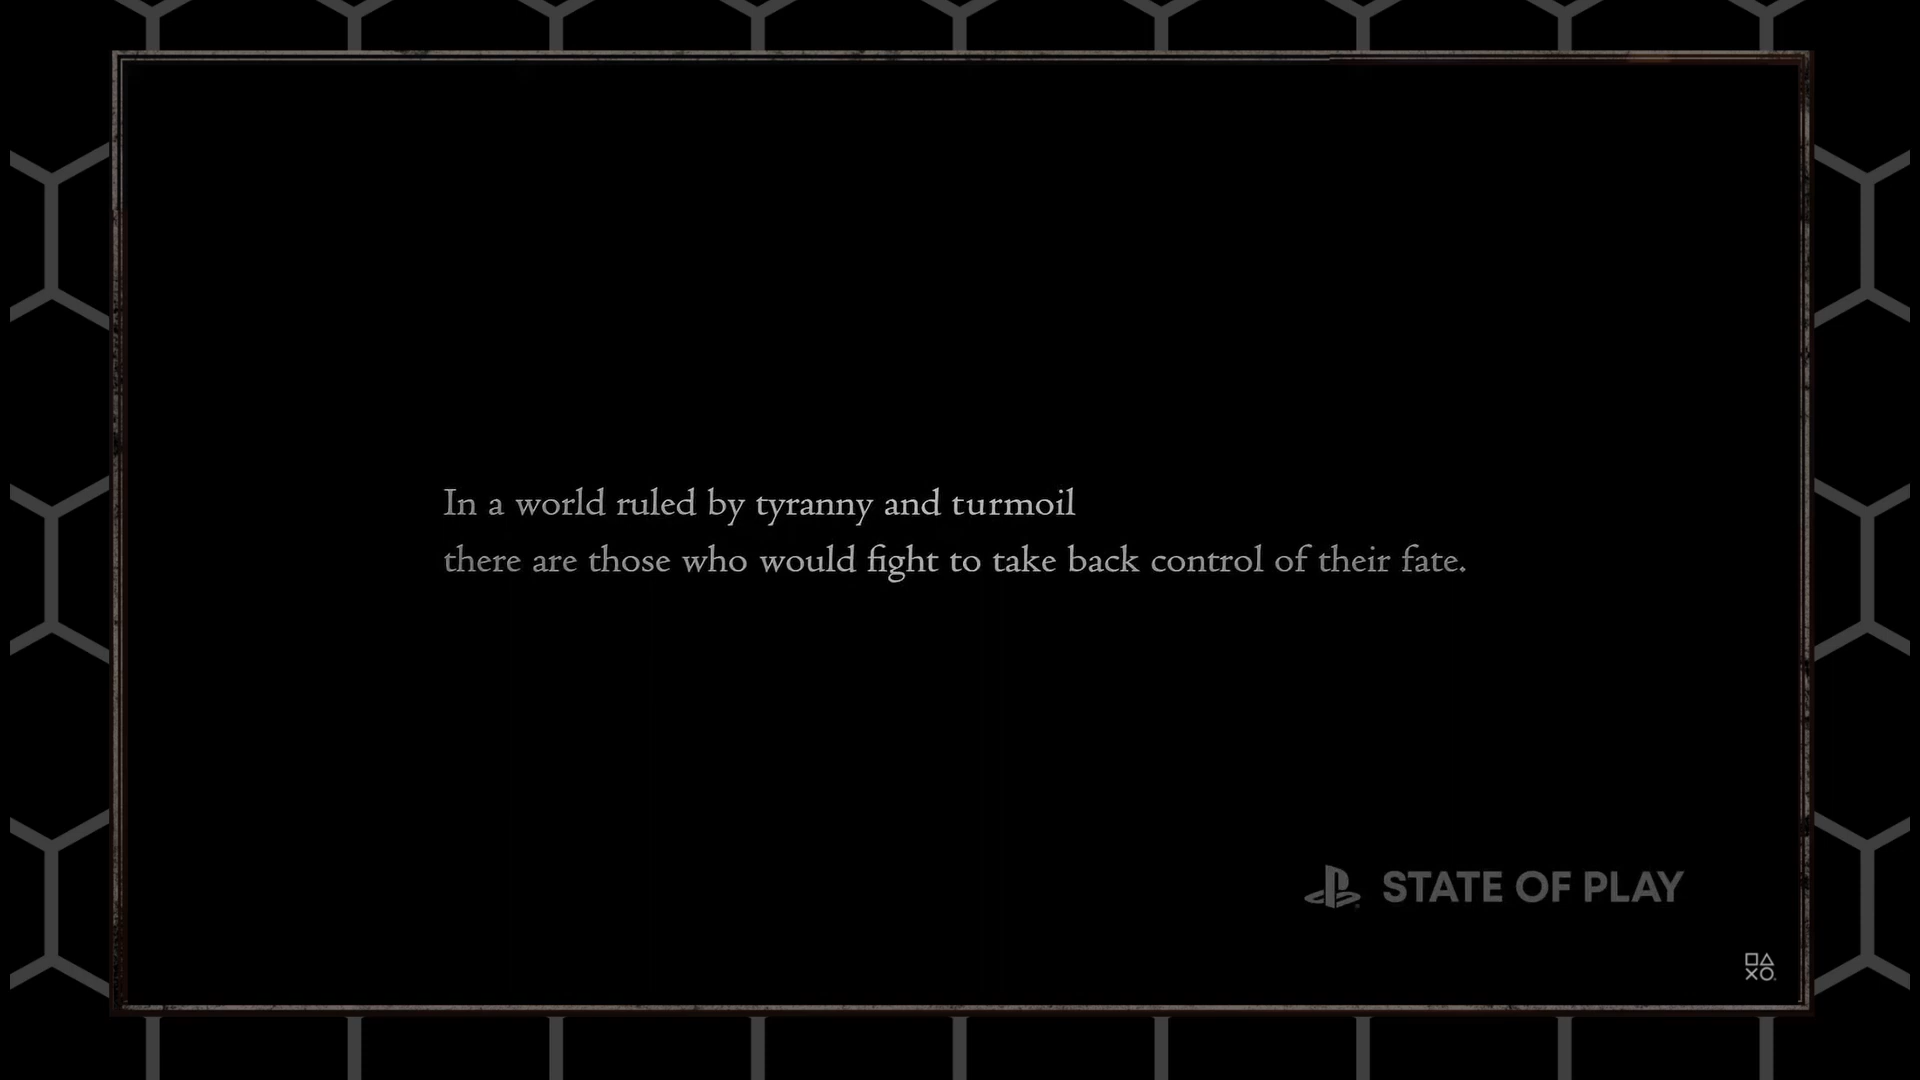 In a world ruled by tyranny and turmoil
there are those who would fight to take back control of their fate.
STATE OF PLAY